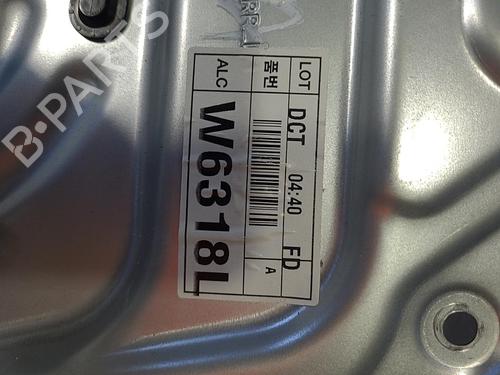 LOT DCT 04:40 FD
품번 A
ALC W6318L
B-PARTS